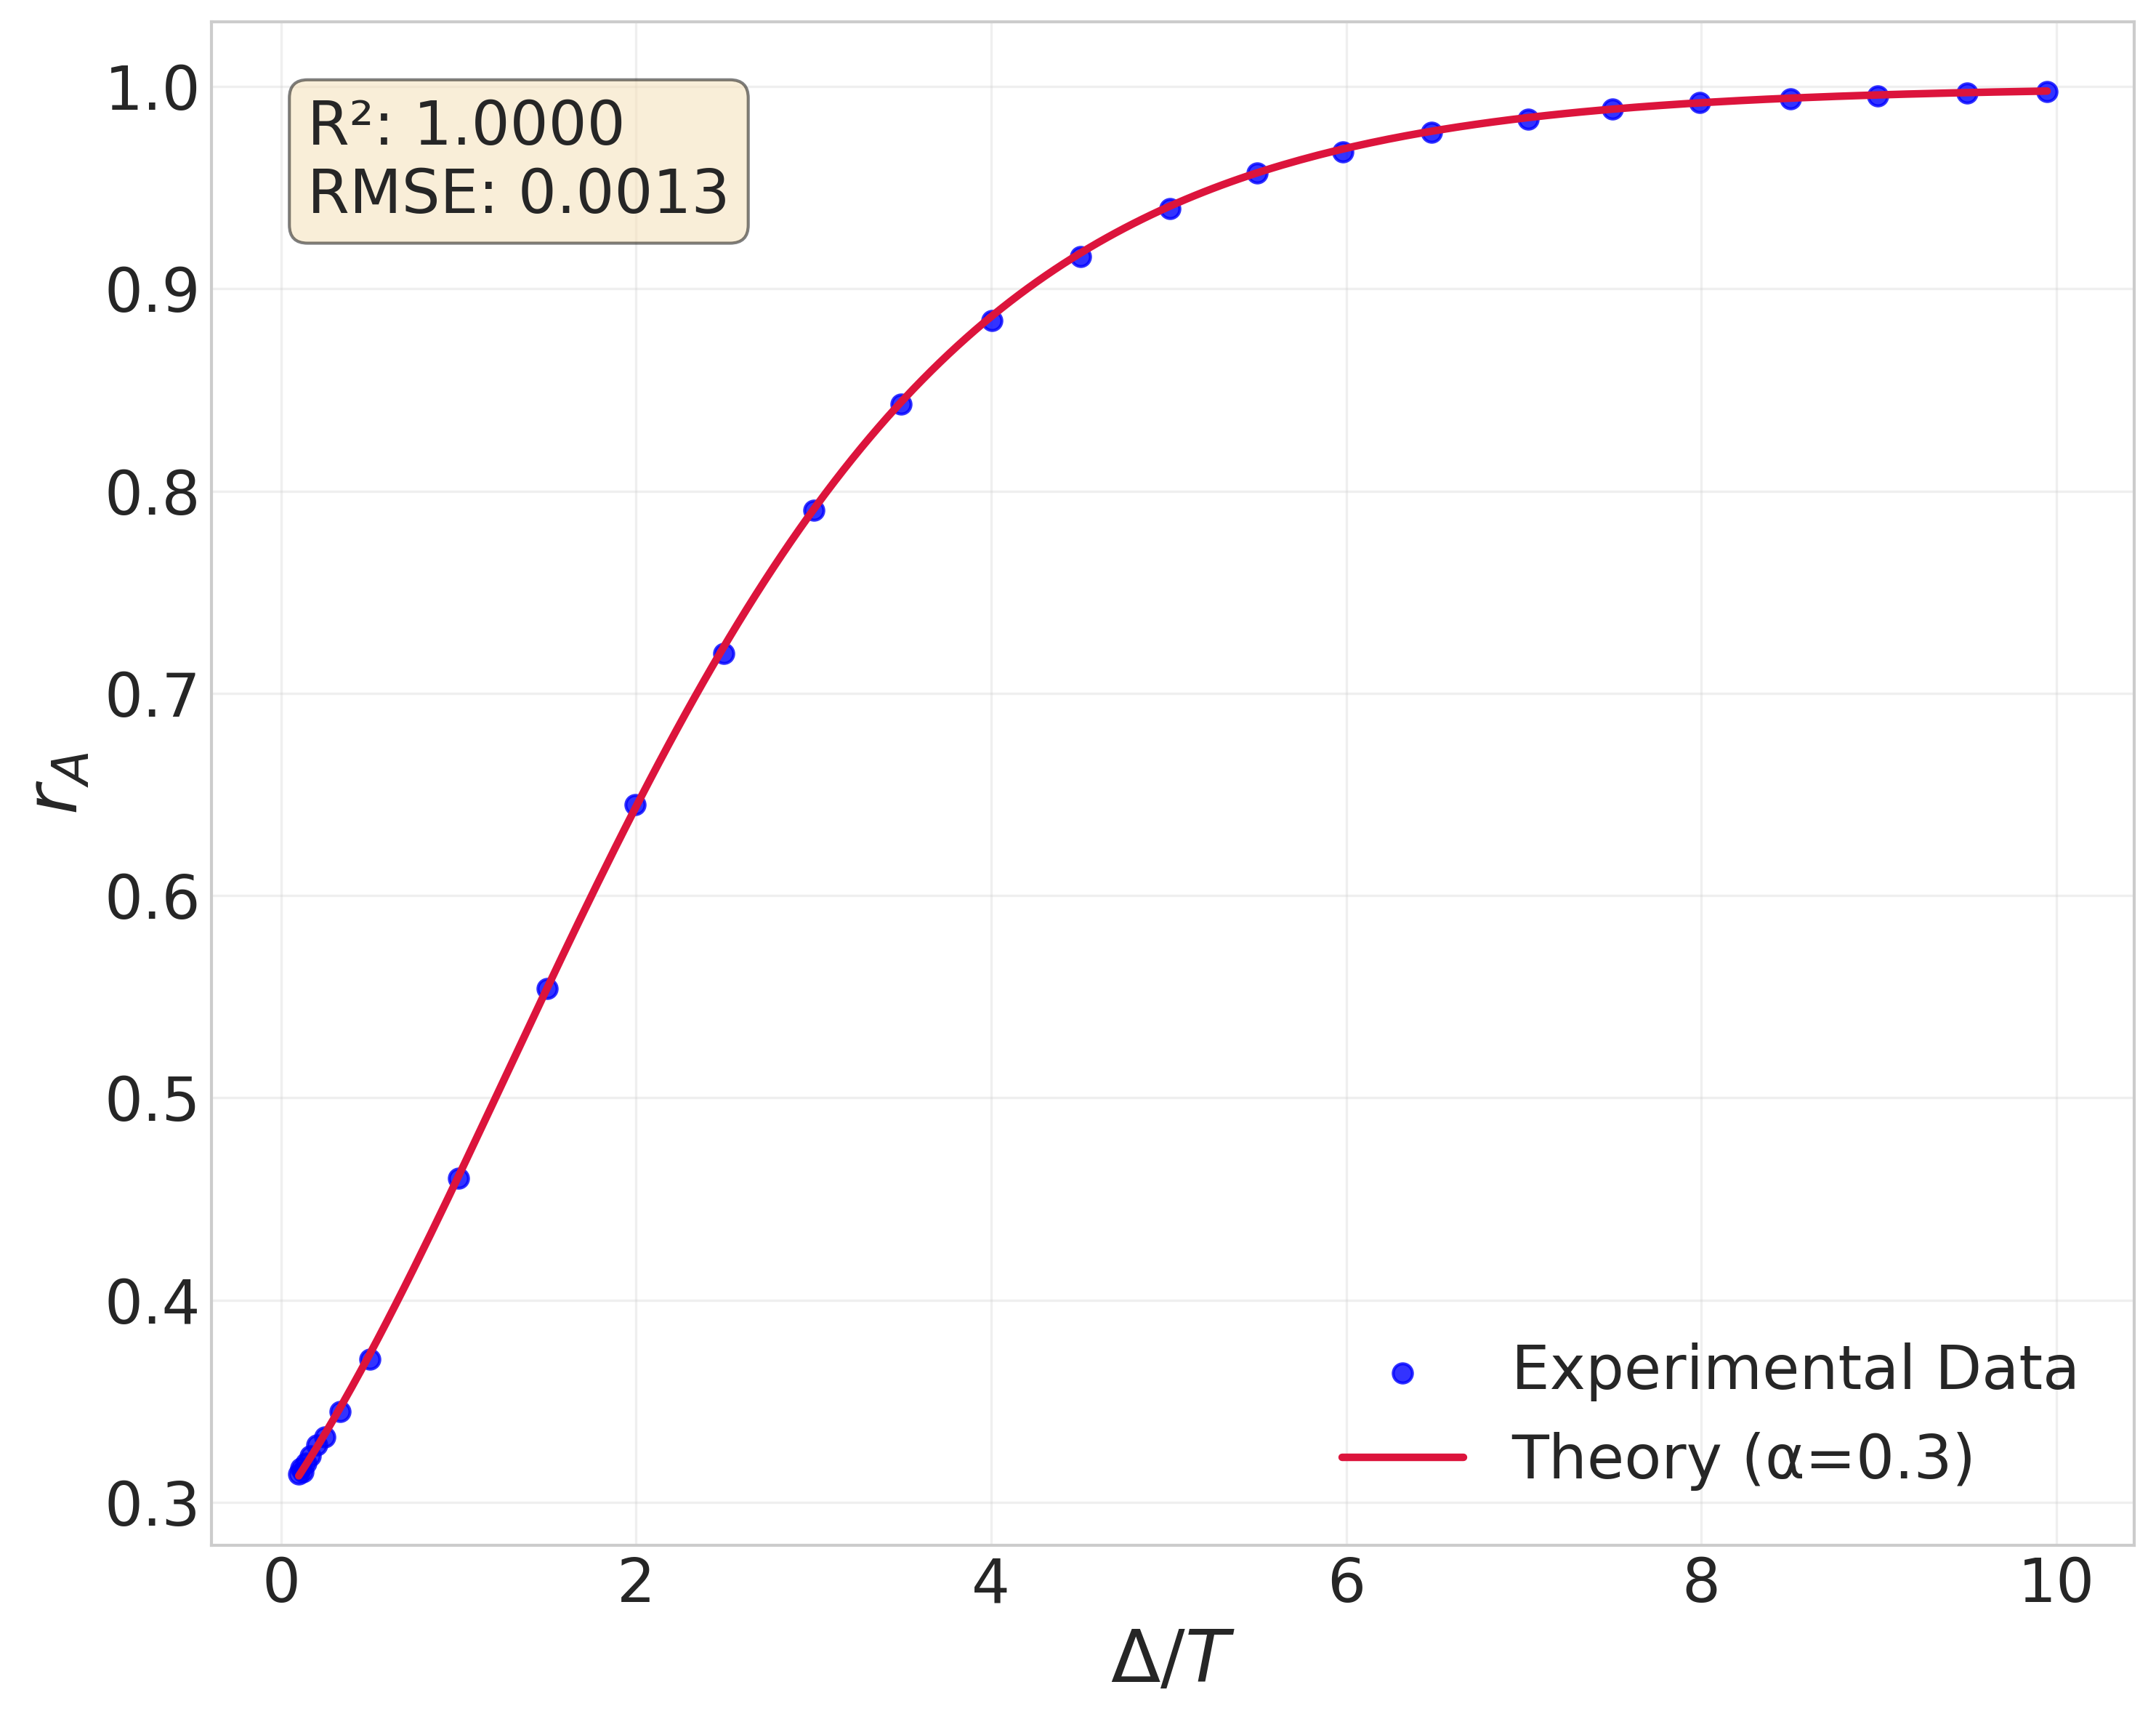 R²: 1.0000
RMSE: 0.0013
1.0
0.9
0.8
0.7
0.6
0.5
0.4
0.3
r_A
Experimental Data
Theory (α=0.3)
0 2 4 6 8 10
Δ/T